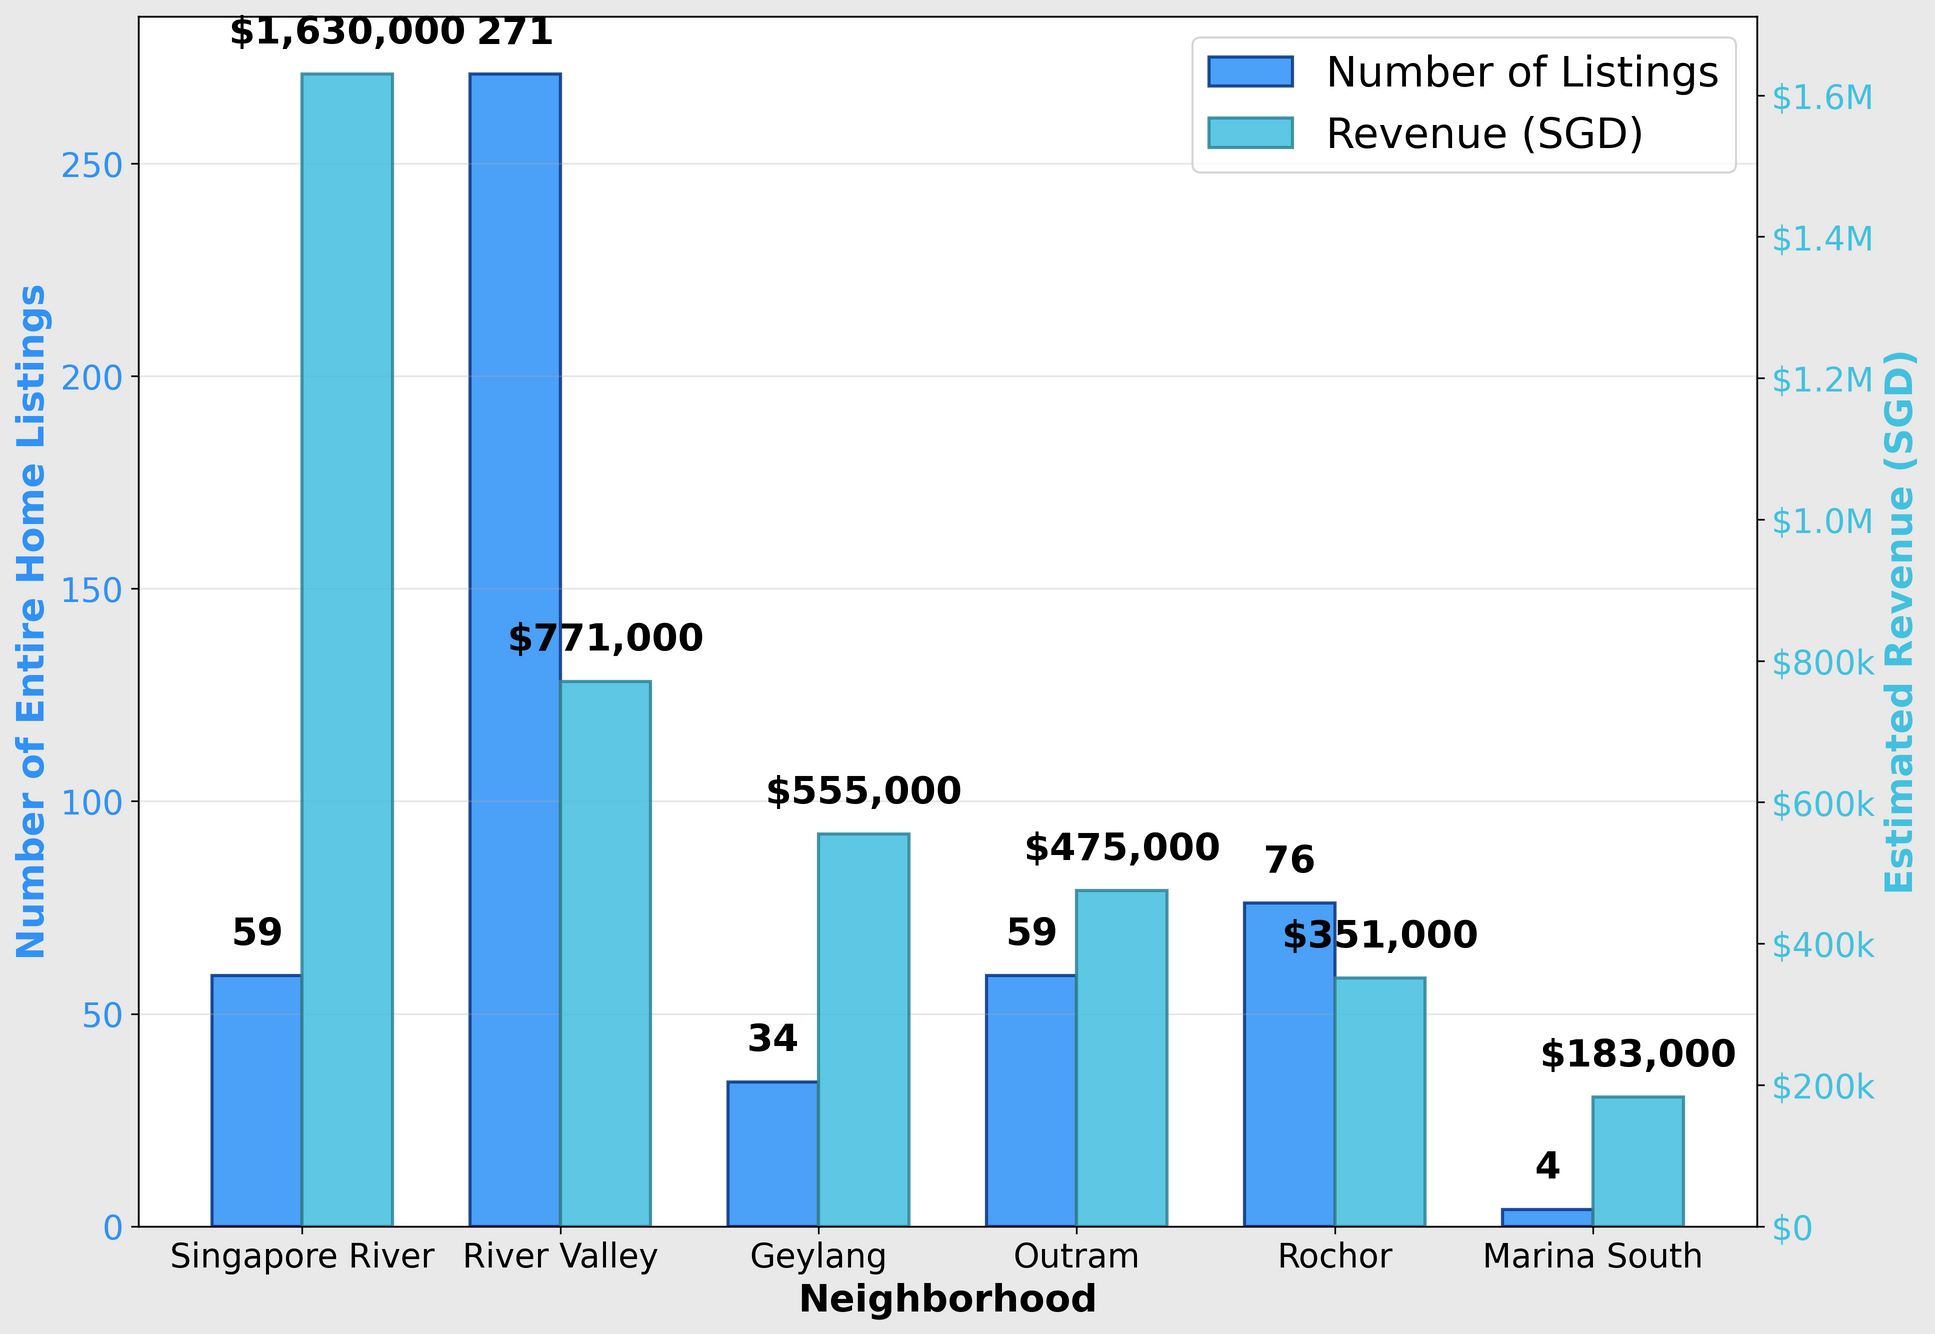 $1,630,000 271
Number of Listings
Revenue (SGD)
$1.6M
250
$1.4M
200
$1.2M
$1.0M
150
$771,000
$800k
100
$555,000
$600k
$475,000
76
59
59
$351,000
$400k
50
34
$183,000
$200k
4
0
$0
Number of Entire Home Listings
Estimated Revenue (SGD)
Singapore River
River Valley
Geylang
Outram
Rochor
Marina South
Neighborhood